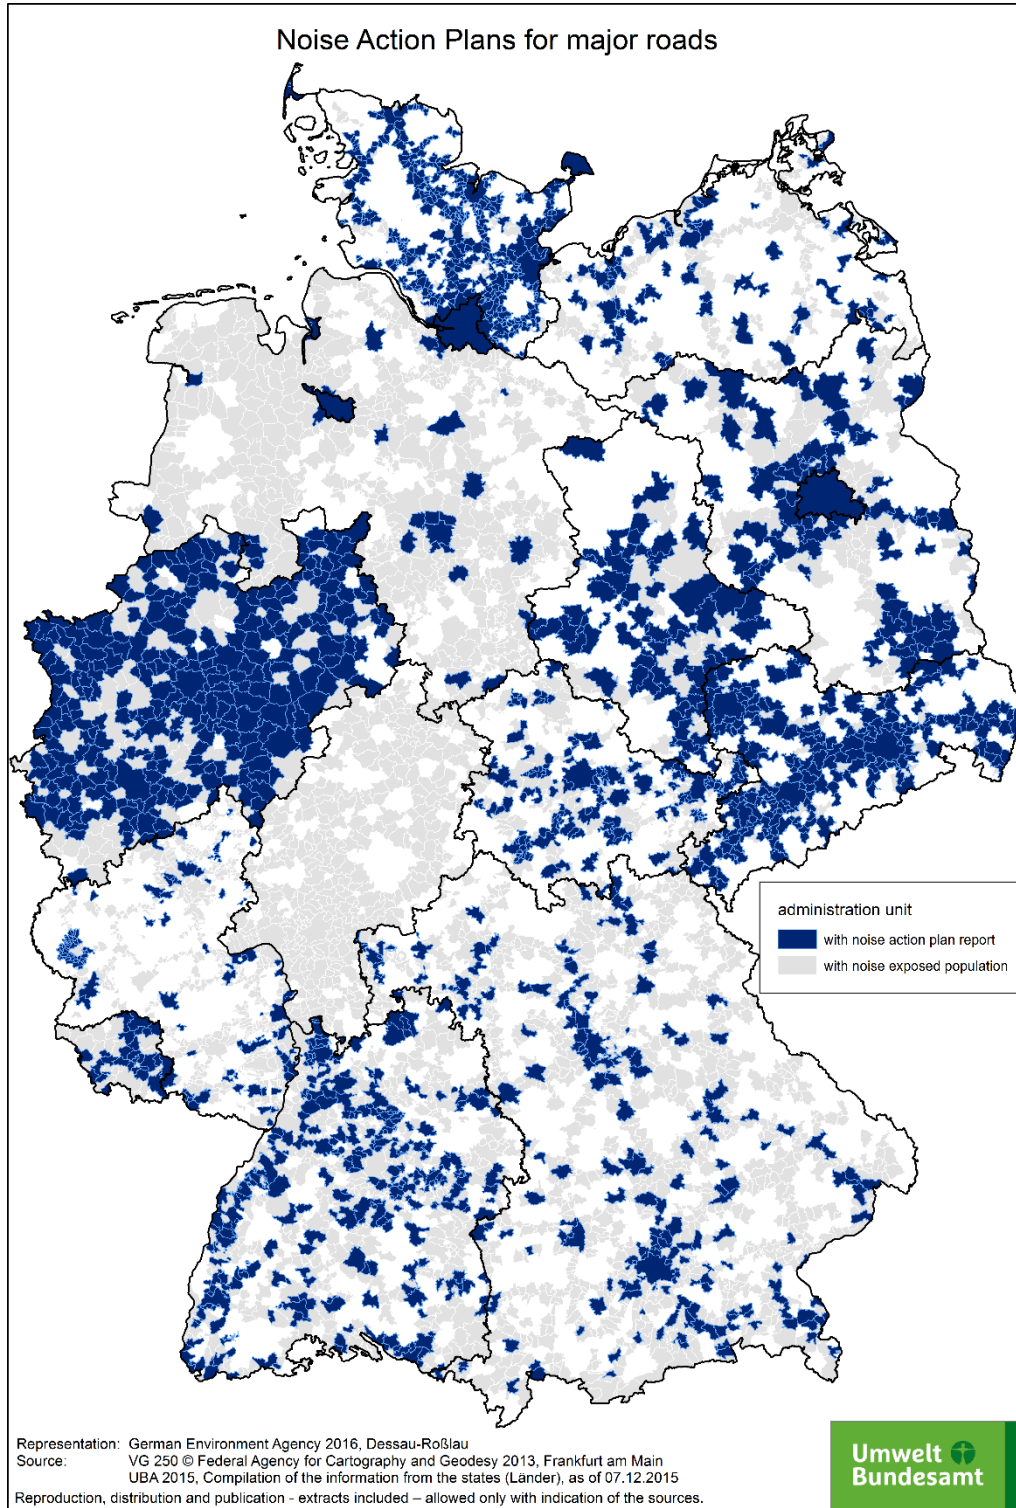 Noise Action Plans for major roads
administration unit
with noise action plan report
with noise exposed population
Representation: German Environment Agency 2016, Dessau-Roßlau
Source: VG 250 © Federal Agency for Cartography and Geodesy 2013, Frankfurt am Main
UBA 2015, Compilation of the information from the states (Länder), as of 07.12.2015
Reproduction, distribution and publication - extracts included – allowed only with indication of the sources.
Umwelt
Bundesamt